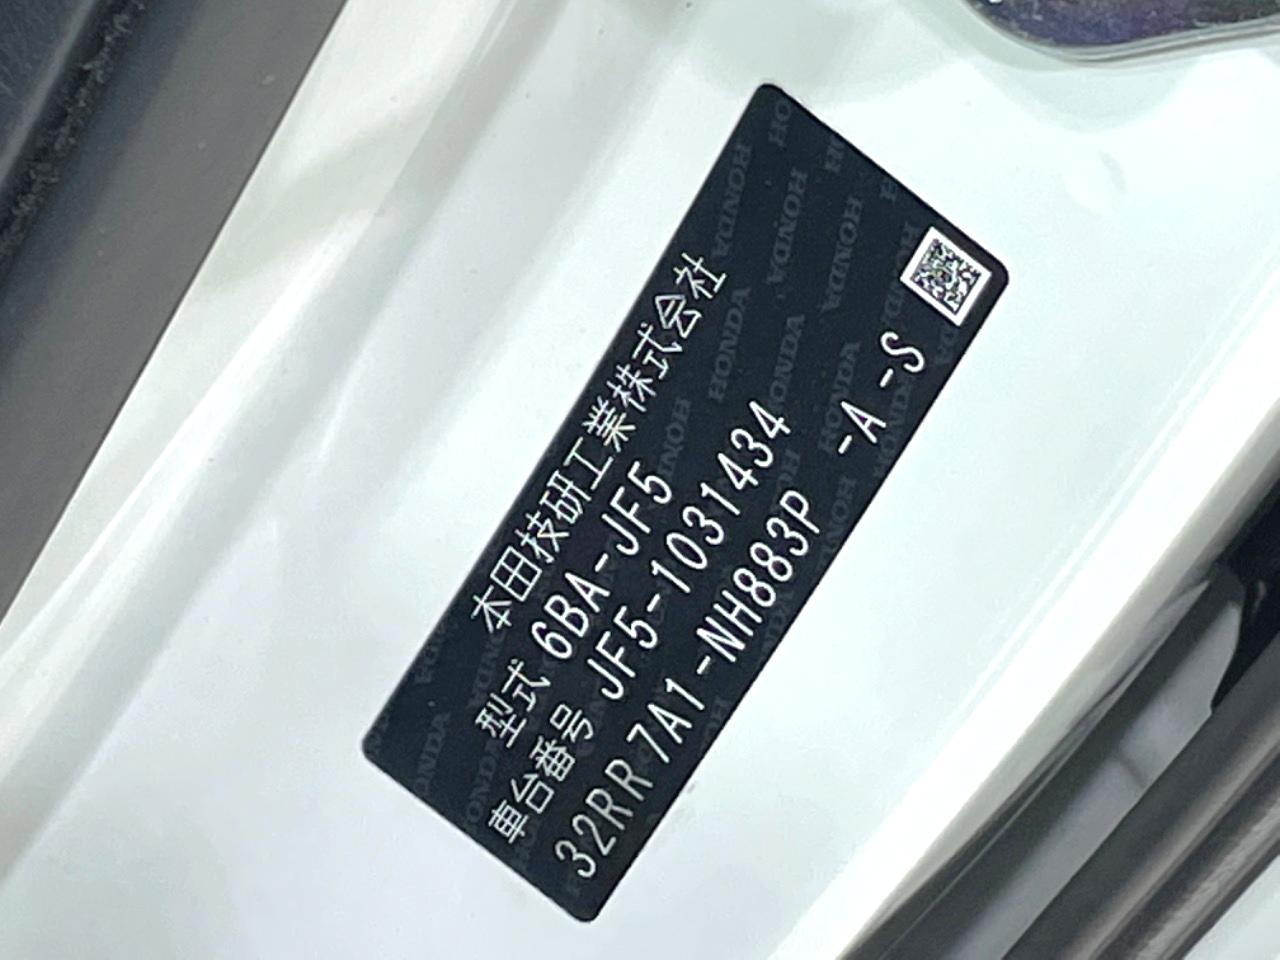 本田技研工業株式会社
型式 6BA-JF5
車台番号 JF5-1031434
32RR 7A1-NH883P -A -S